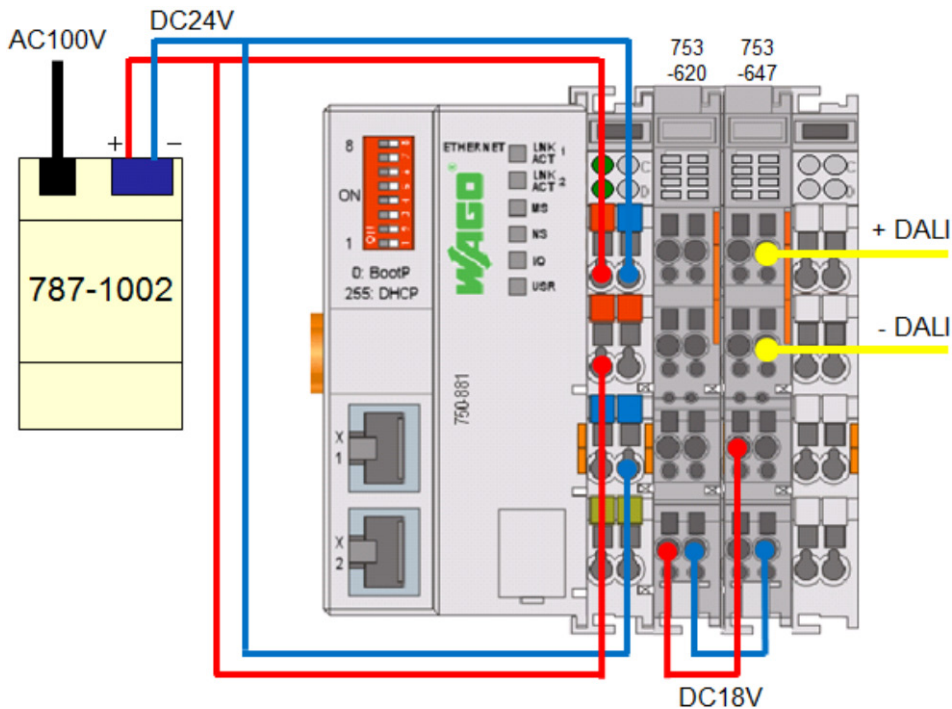 DC24V
AC100V
+ −
787-1002
753
-620
753
-647
8
ON
1
0: BootP
255: DHCP
ETHERNET
LNK 1
ACT
LNK 2
ACT
MS
NS
IO
USR
WAGO
750-881
X
1
X
2
C
D
C
D
+ DALI
- DALI
DC18V